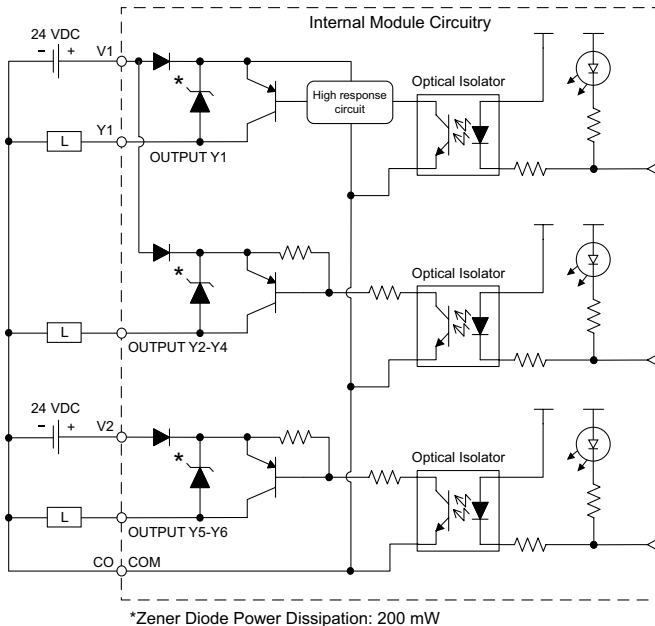 Internal Module Circuitry
24 VDC
− +
V1
*
High response
circuit
Optical Isolator
Y1
L
OUTPUT Y1
*
Optical Isolator
L
OUTPUT Y2-Y4
24 VDC
− +
V2
*
Optical Isolator
L
OUTPUT Y5-Y6
CO COM
*Zener Diode Power Dissipation: 200 mW